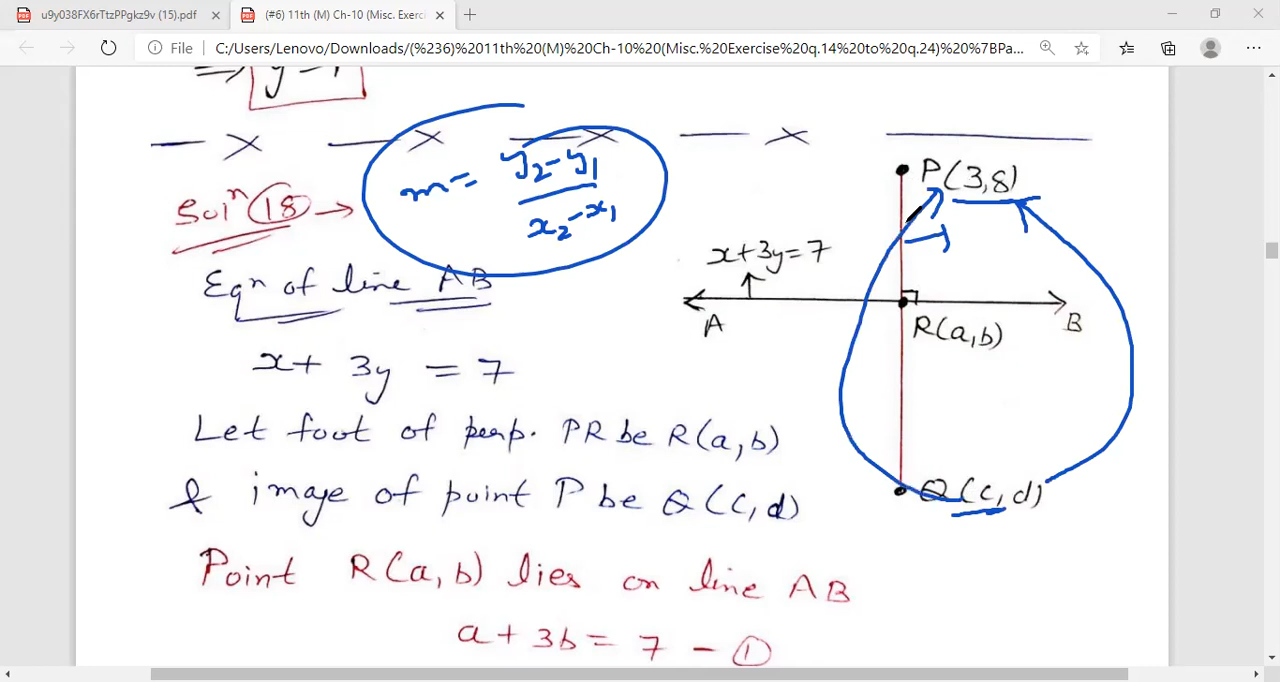 u9y038FX6rTtzPPgkz9v (15).pdf
(#6) 11th (M) Ch-10 (Misc. Exerci
File
C:/Users/Lenovo/Downloads/(%236)%2011th%20(M)%20Ch-10%20(Misc.%20Exercise%20q.14%20to%20q.24)%20%7BPa...
m = y₂-y₁ / x₂-x₁
Solⁿ (18) →
P(3,8)
x+3y=7
Eqⁿ of line AB
A
R(a,b)
B
x + 3y = 7
Let foot of perp. PR be R(a,b)
& image of point P be Q(c,d)
Q(c,d)
Point R(a,b) lies on line AB
a + 3b = 7 - ①